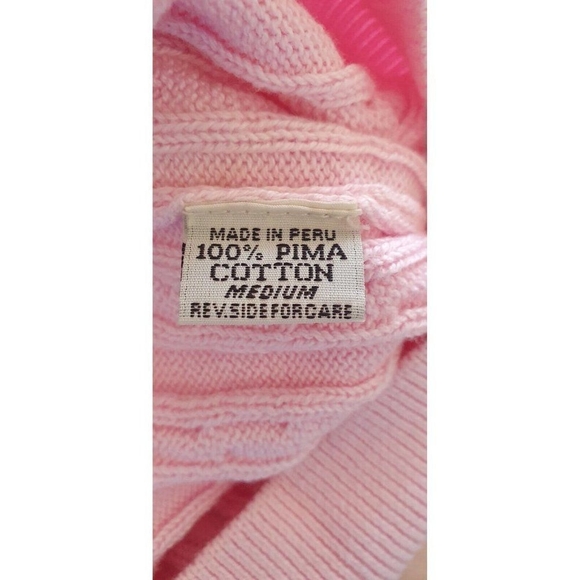 MADE IN PERU
100% PIMA
COTTON
MEDIUM
REV.SIDEFORCARE